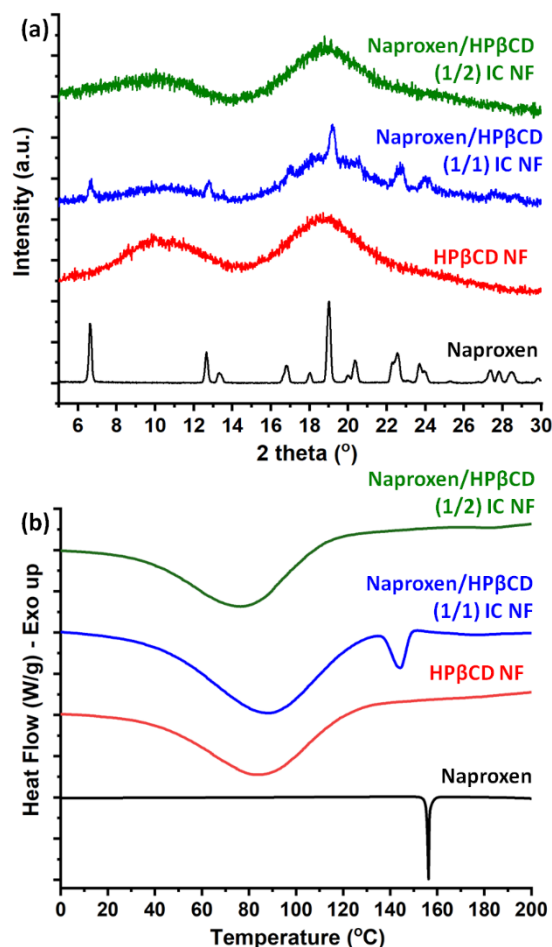 (a)
Naproxen/HPβCD
(1/2) IC NF
Naproxen/HPβCD
(1/1) IC NF
HPβCD NF
Naproxen
Intensity (a.u.)
6 8 10 12 14 16 18 20 22 24 26 28 30
2 theta (°)
(b)
Naproxen/HPβCD
(1/2) IC NF
Naproxen/HPβCD
(1/1) IC NF
HPβCD NF
Naproxen
Heat Flow (W/g) - Exo up
0 20 40 60 80 100 120 140 160 180 200
Temperature (°C)